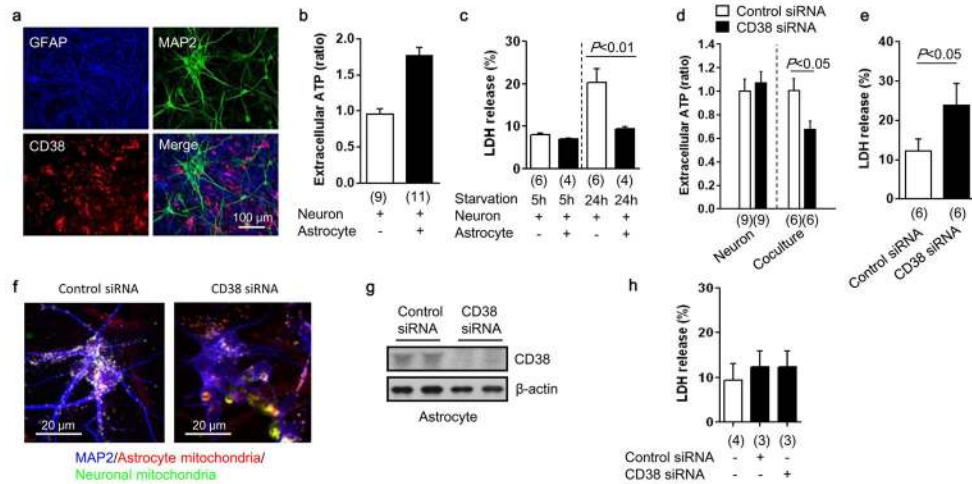 a
GFAP
MAP2
CD38
Merge
100 µm
b
Extracellular ATP (ratio)
2.0
1.5
1.0
0.5
0.0
(9) (11)
Neuron + +
Astrocyte - +
c
LDH release (%)
30
20
10
0
P<0.01
(6) (4) (6) (4)
Starvation 5h 5h 24h 24h
Neuron + + + +
Astrocyte - + - +
d
Control siRNA
CD38 siRNA
Extracellular ATP (ratio)
1.4
1.2
1.0
0.8
0.6
0.4
0.2
0.0
P<0.05
(9)(9) (6)(6)
Neuron
Coculture
e
LDH release (%)
40
30
20
10
0
P<0.05
(6) (6)
Control siRNA
CD38 siRNA
f
Control siRNA
CD38 siRNA
20 µm
20 µm
MAP2/Astrocyte mitochondria/
Neuronal mitochondria
g
Control CD38
siRNA siRNA
CD38
β-actin
Astrocyte
h
LDH release (%)
30
20
10
0
(4) (3) (3)
Control siRNA - + -
CD38 siRNA - - +